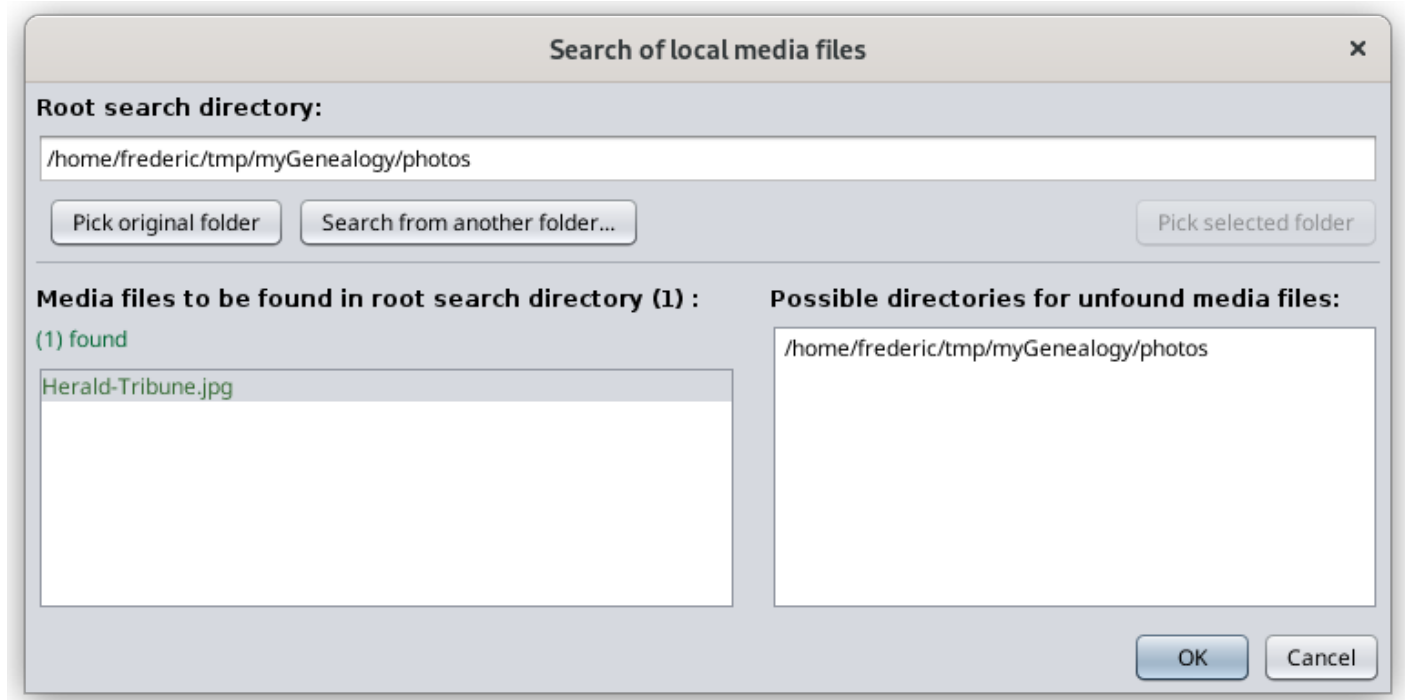 Search of local media files
Root search directory:
/home/frederic/tmp/myGenealogy/photos
Pick original folder
Search from another folder...
Pick selected folder
Media files to be found in root search directory (1) :
(1) found
Herald-Tribune.jpg
Possible directories for unfound media files:
/home/frederic/tmp/myGenealogy/photos
OK
Cancel